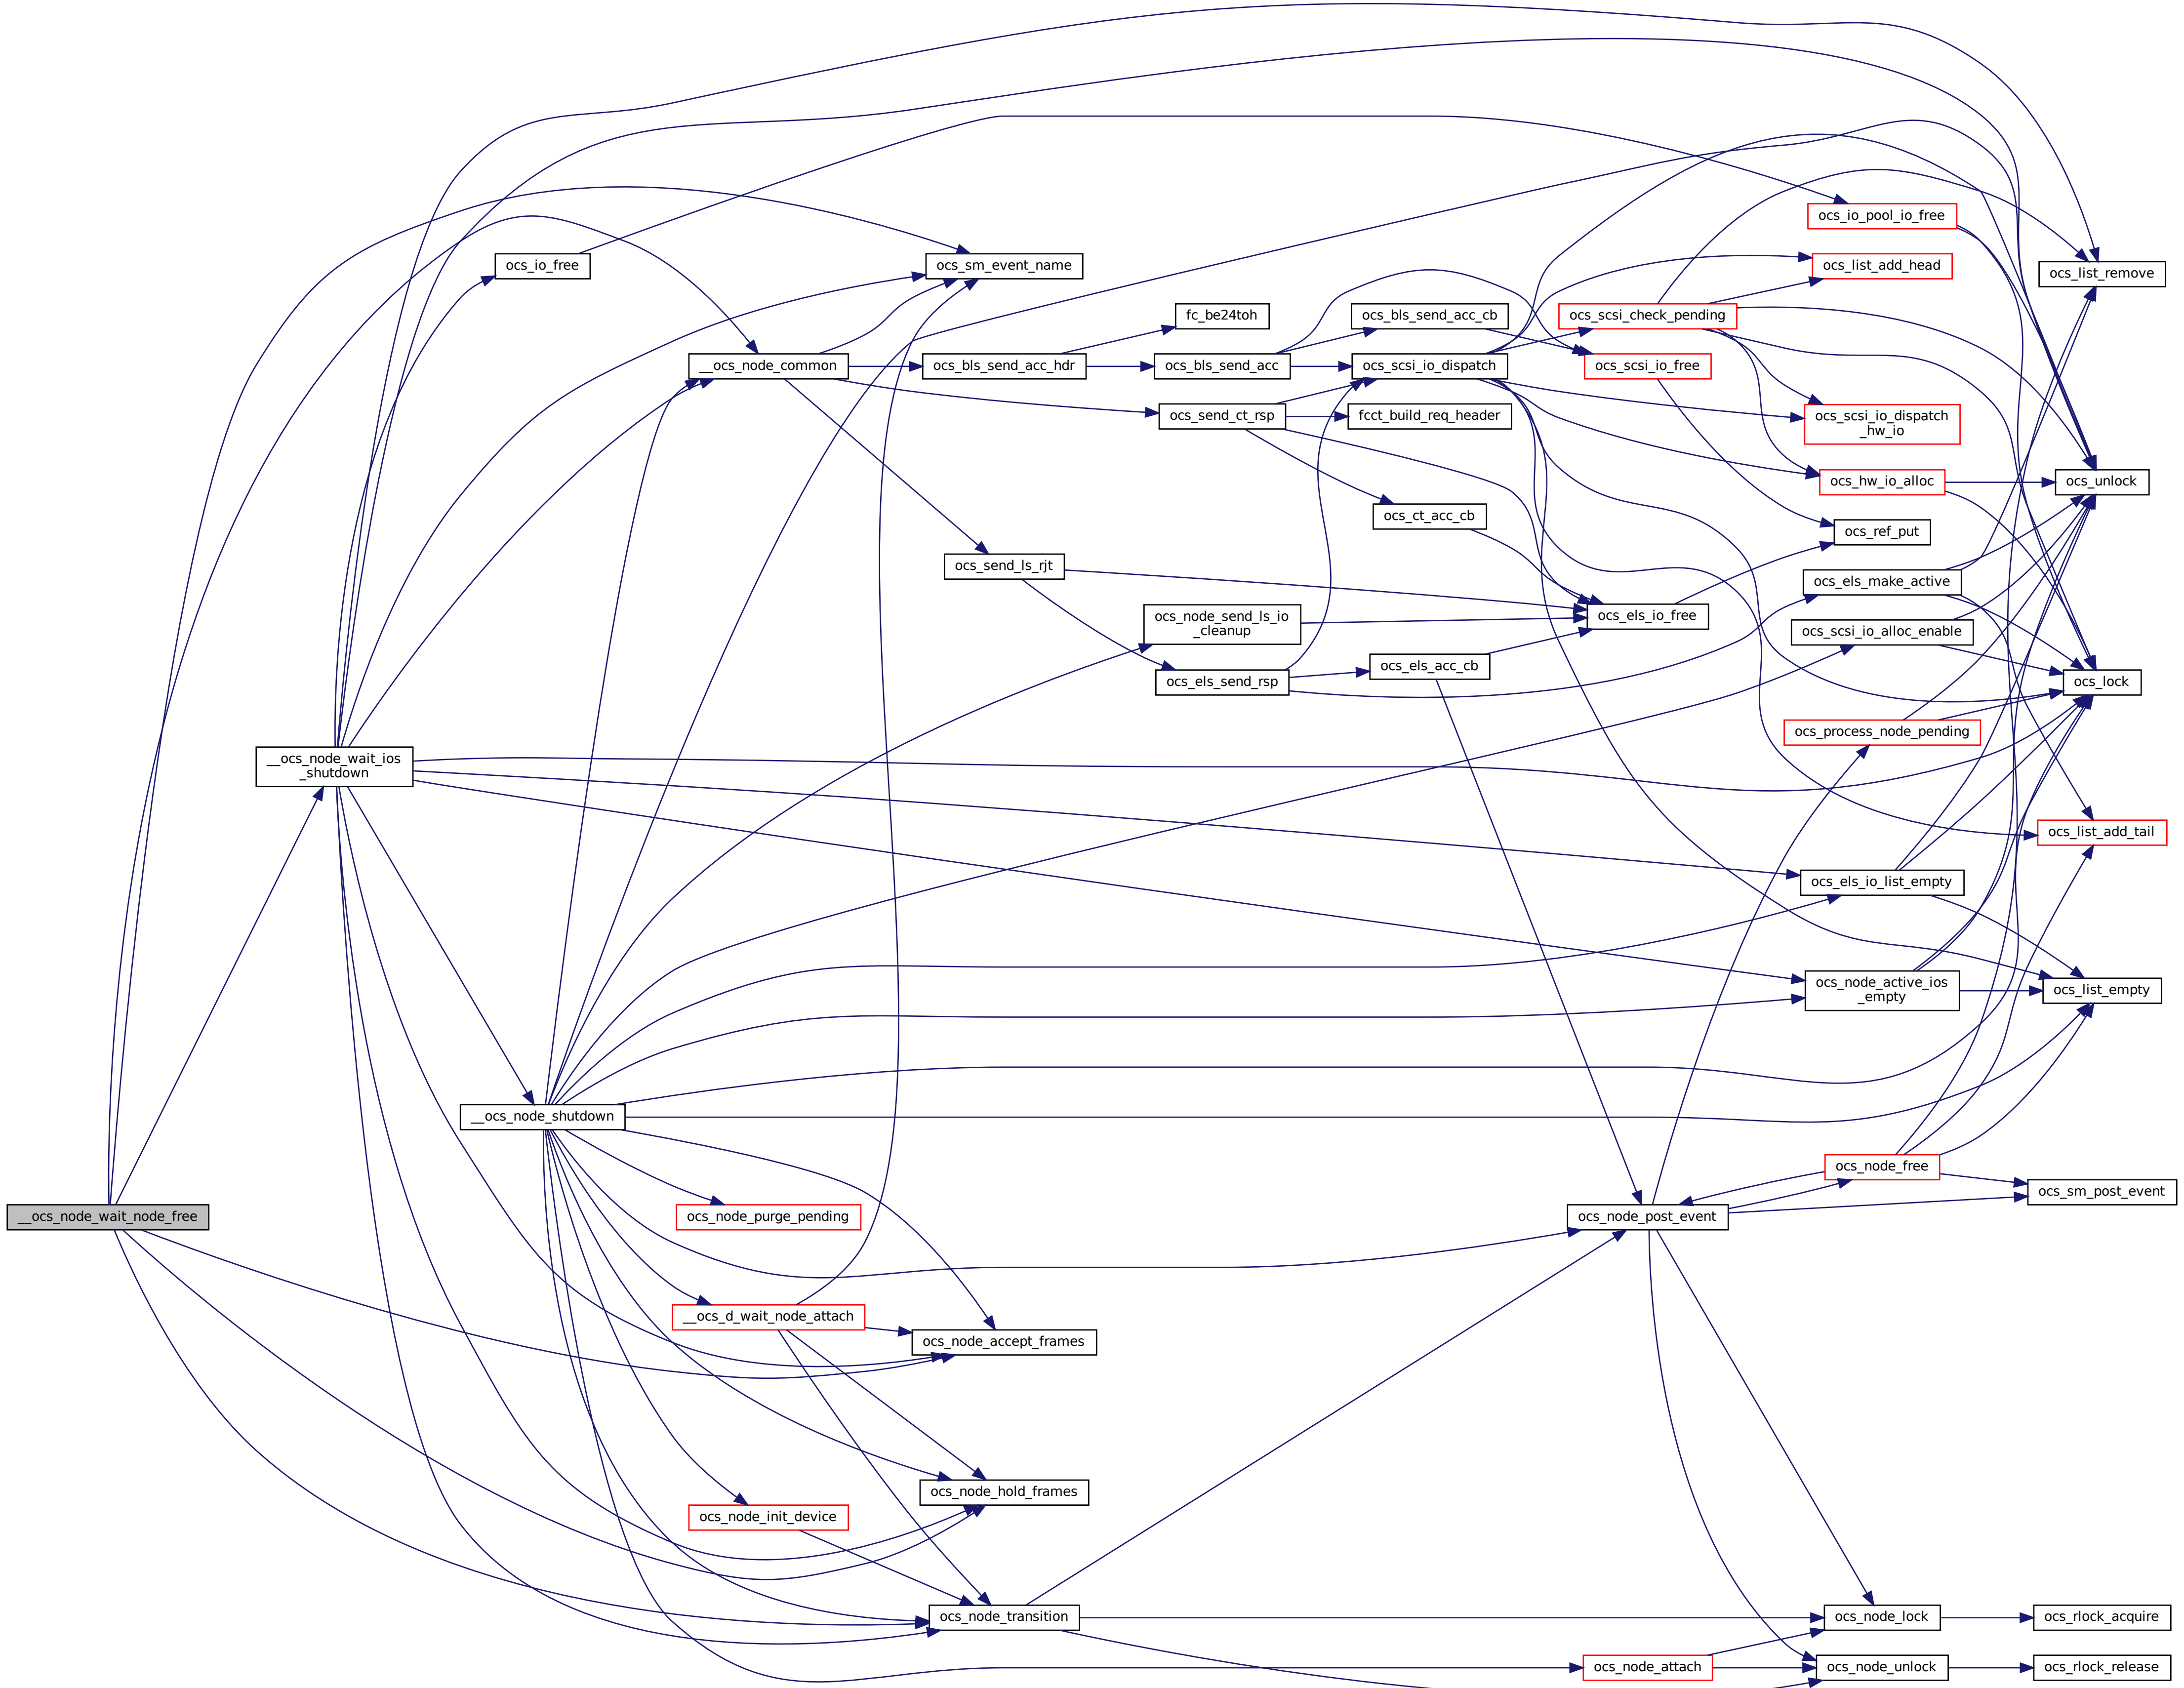 ocs_io_pool_io_free
ocs_io_free
ocs_sm_event_name
ocs_list_add_head
ocs_list_remove
fc_be24toh
ocs_bls_send_acc_cb
ocs_scsi_check_pending
__ocs_node_common
ocs_bls_send_acc_hdr
ocs_bls_send_acc
ocs_scsi_io_dispatch
ocs_scsi_io_free
ocs_send_ct_rsp
fcct_build_req_header
ocs_scsi_io_dispatch
_hw_io
ocs_hw_io_alloc
ocs_unlock
ocs_ct_acc_cb
ocs_ref_put
ocs_send_ls_rjt
ocs_els_make_active
ocs_node_send_ls_io
_cleanup
ocs_els_io_free
ocs_scsi_io_alloc_enable
ocs_els_acc_cb
ocs_els_send_rsp
ocs_lock
ocs_process_node_pending
__ocs_node_wait_ios
_shutdown
ocs_list_add_tail
ocs_els_io_list_empty
ocs_node_active_ios
_empty
ocs_list_empty
__ocs_node_shutdown
ocs_node_free
ocs_sm_post_event
__ocs_node_wait_node_free
ocs_node_purge_pending
ocs_node_post_event
__ocs_d_wait_node_attach
ocs_node_accept_frames
ocs_node_hold_frames
ocs_node_init_device
ocs_node_transition
ocs_node_lock
ocs_rlock_acquire
ocs_node_attach
ocs_node_unlock
ocs_rlock_release